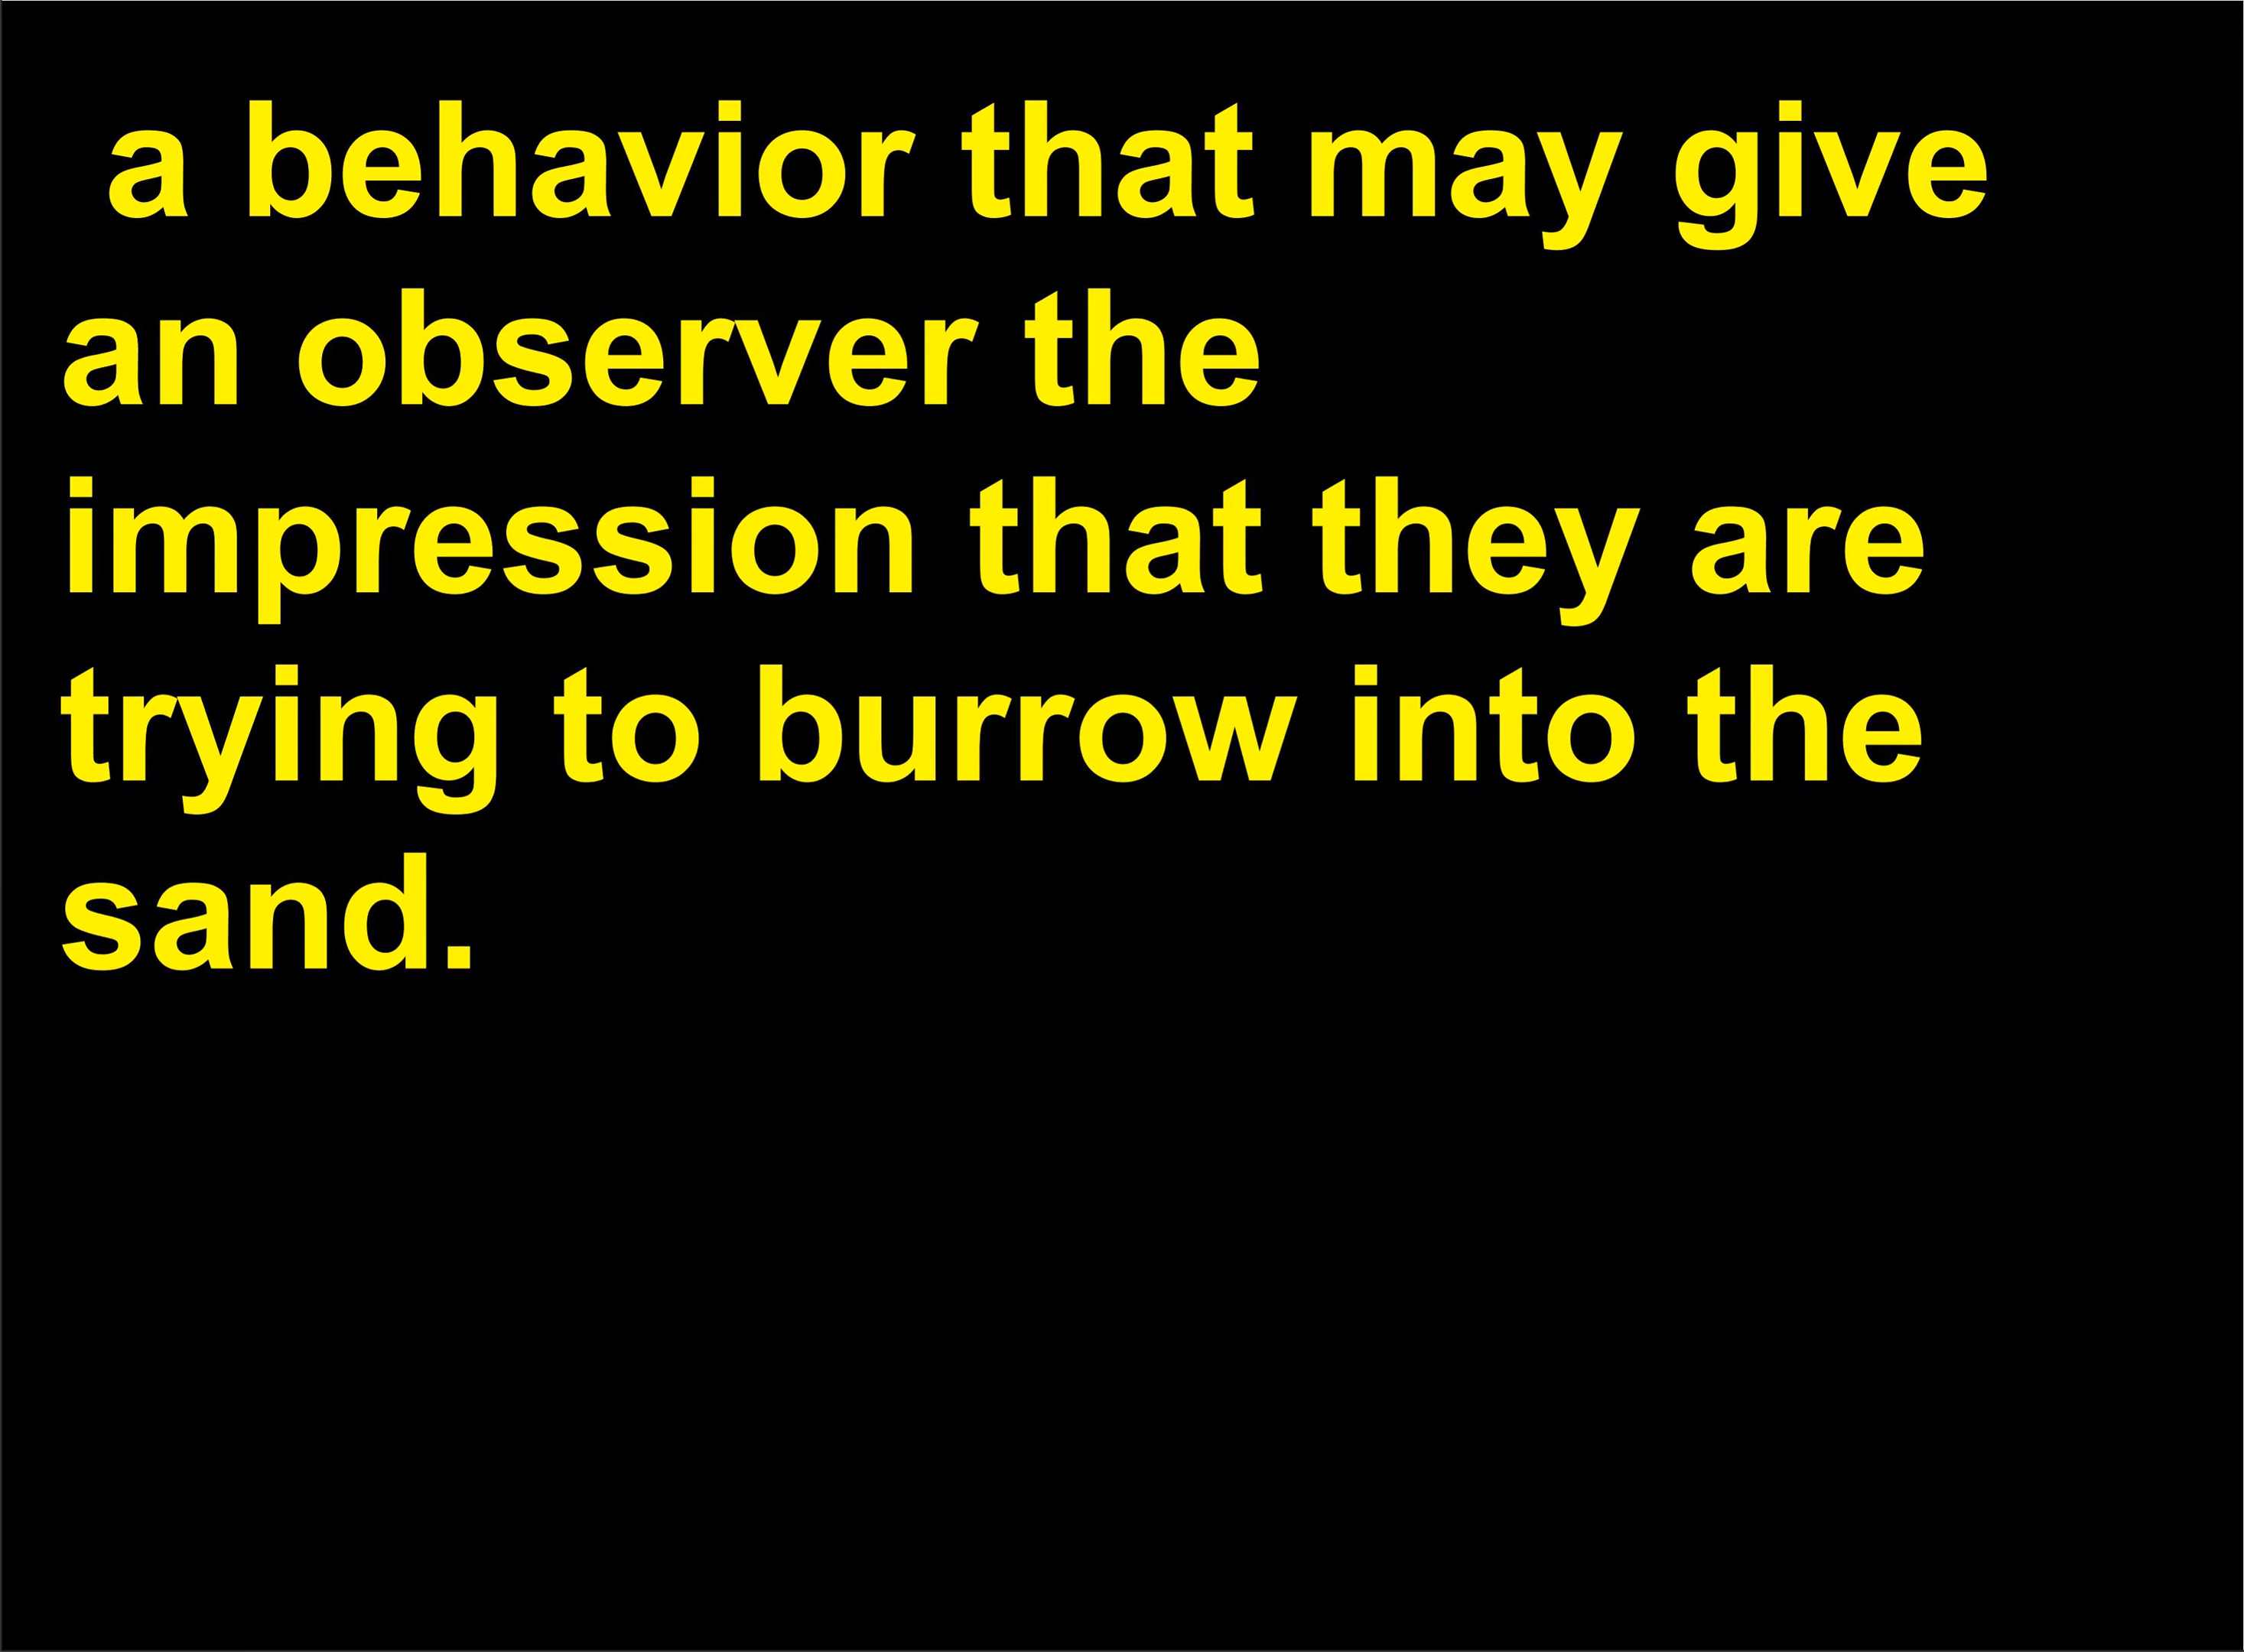 a behavior that may give
an observer the
impression that they are
trying to burrow into the
sand.